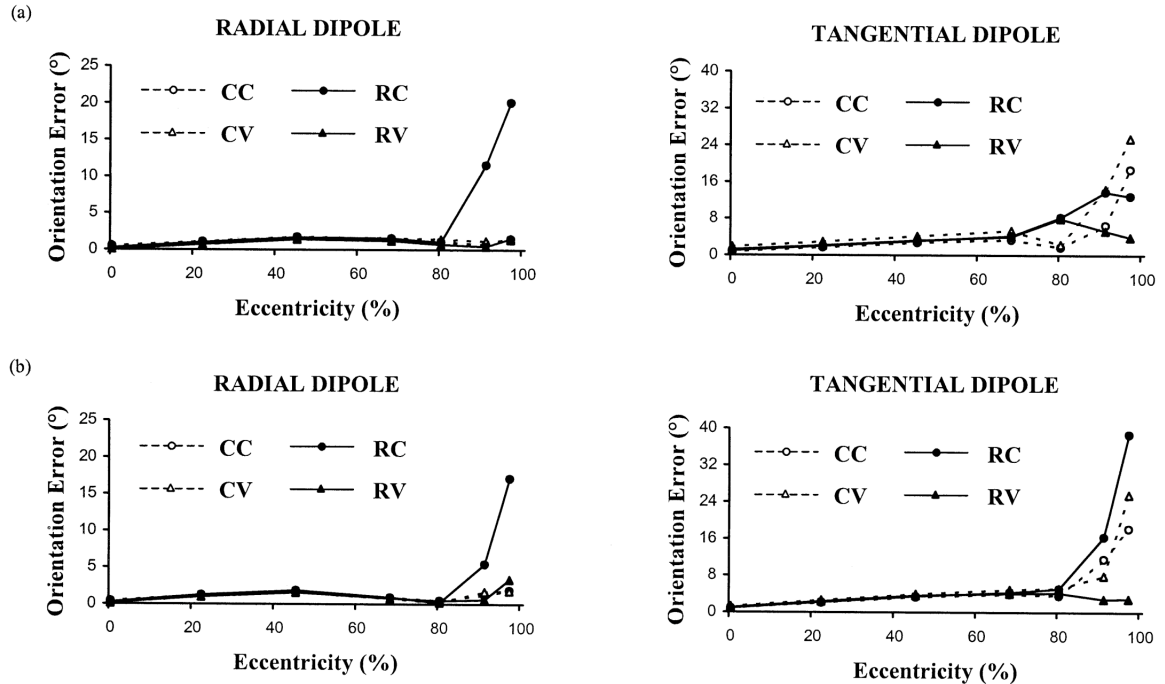 (a)
RADIAL DIPOLE
Orientation Error (°)
25
20
15
10
5
0
CC
RC
CV
RV
0 20 40 60 80 100
Eccentricity (%)
TANGENTIAL DIPOLE
Orientation Error (°)
40
32
24
16
8
0
CC
RC
CV
RV
0 20 40 60 80 100
Eccentricity (%)
(b)
RADIAL DIPOLE
Orientation Error (°)
25
20
15
10
5
0
CC
RC
CV
RV
0 20 40 60 80 100
Eccentricity (%)
TANGENTIAL DIPOLE
Orientation Error (°)
40
32
24
16
8
0
CC
RC
CV
RV
0 20 40 60 80 100
Eccentricity (%)